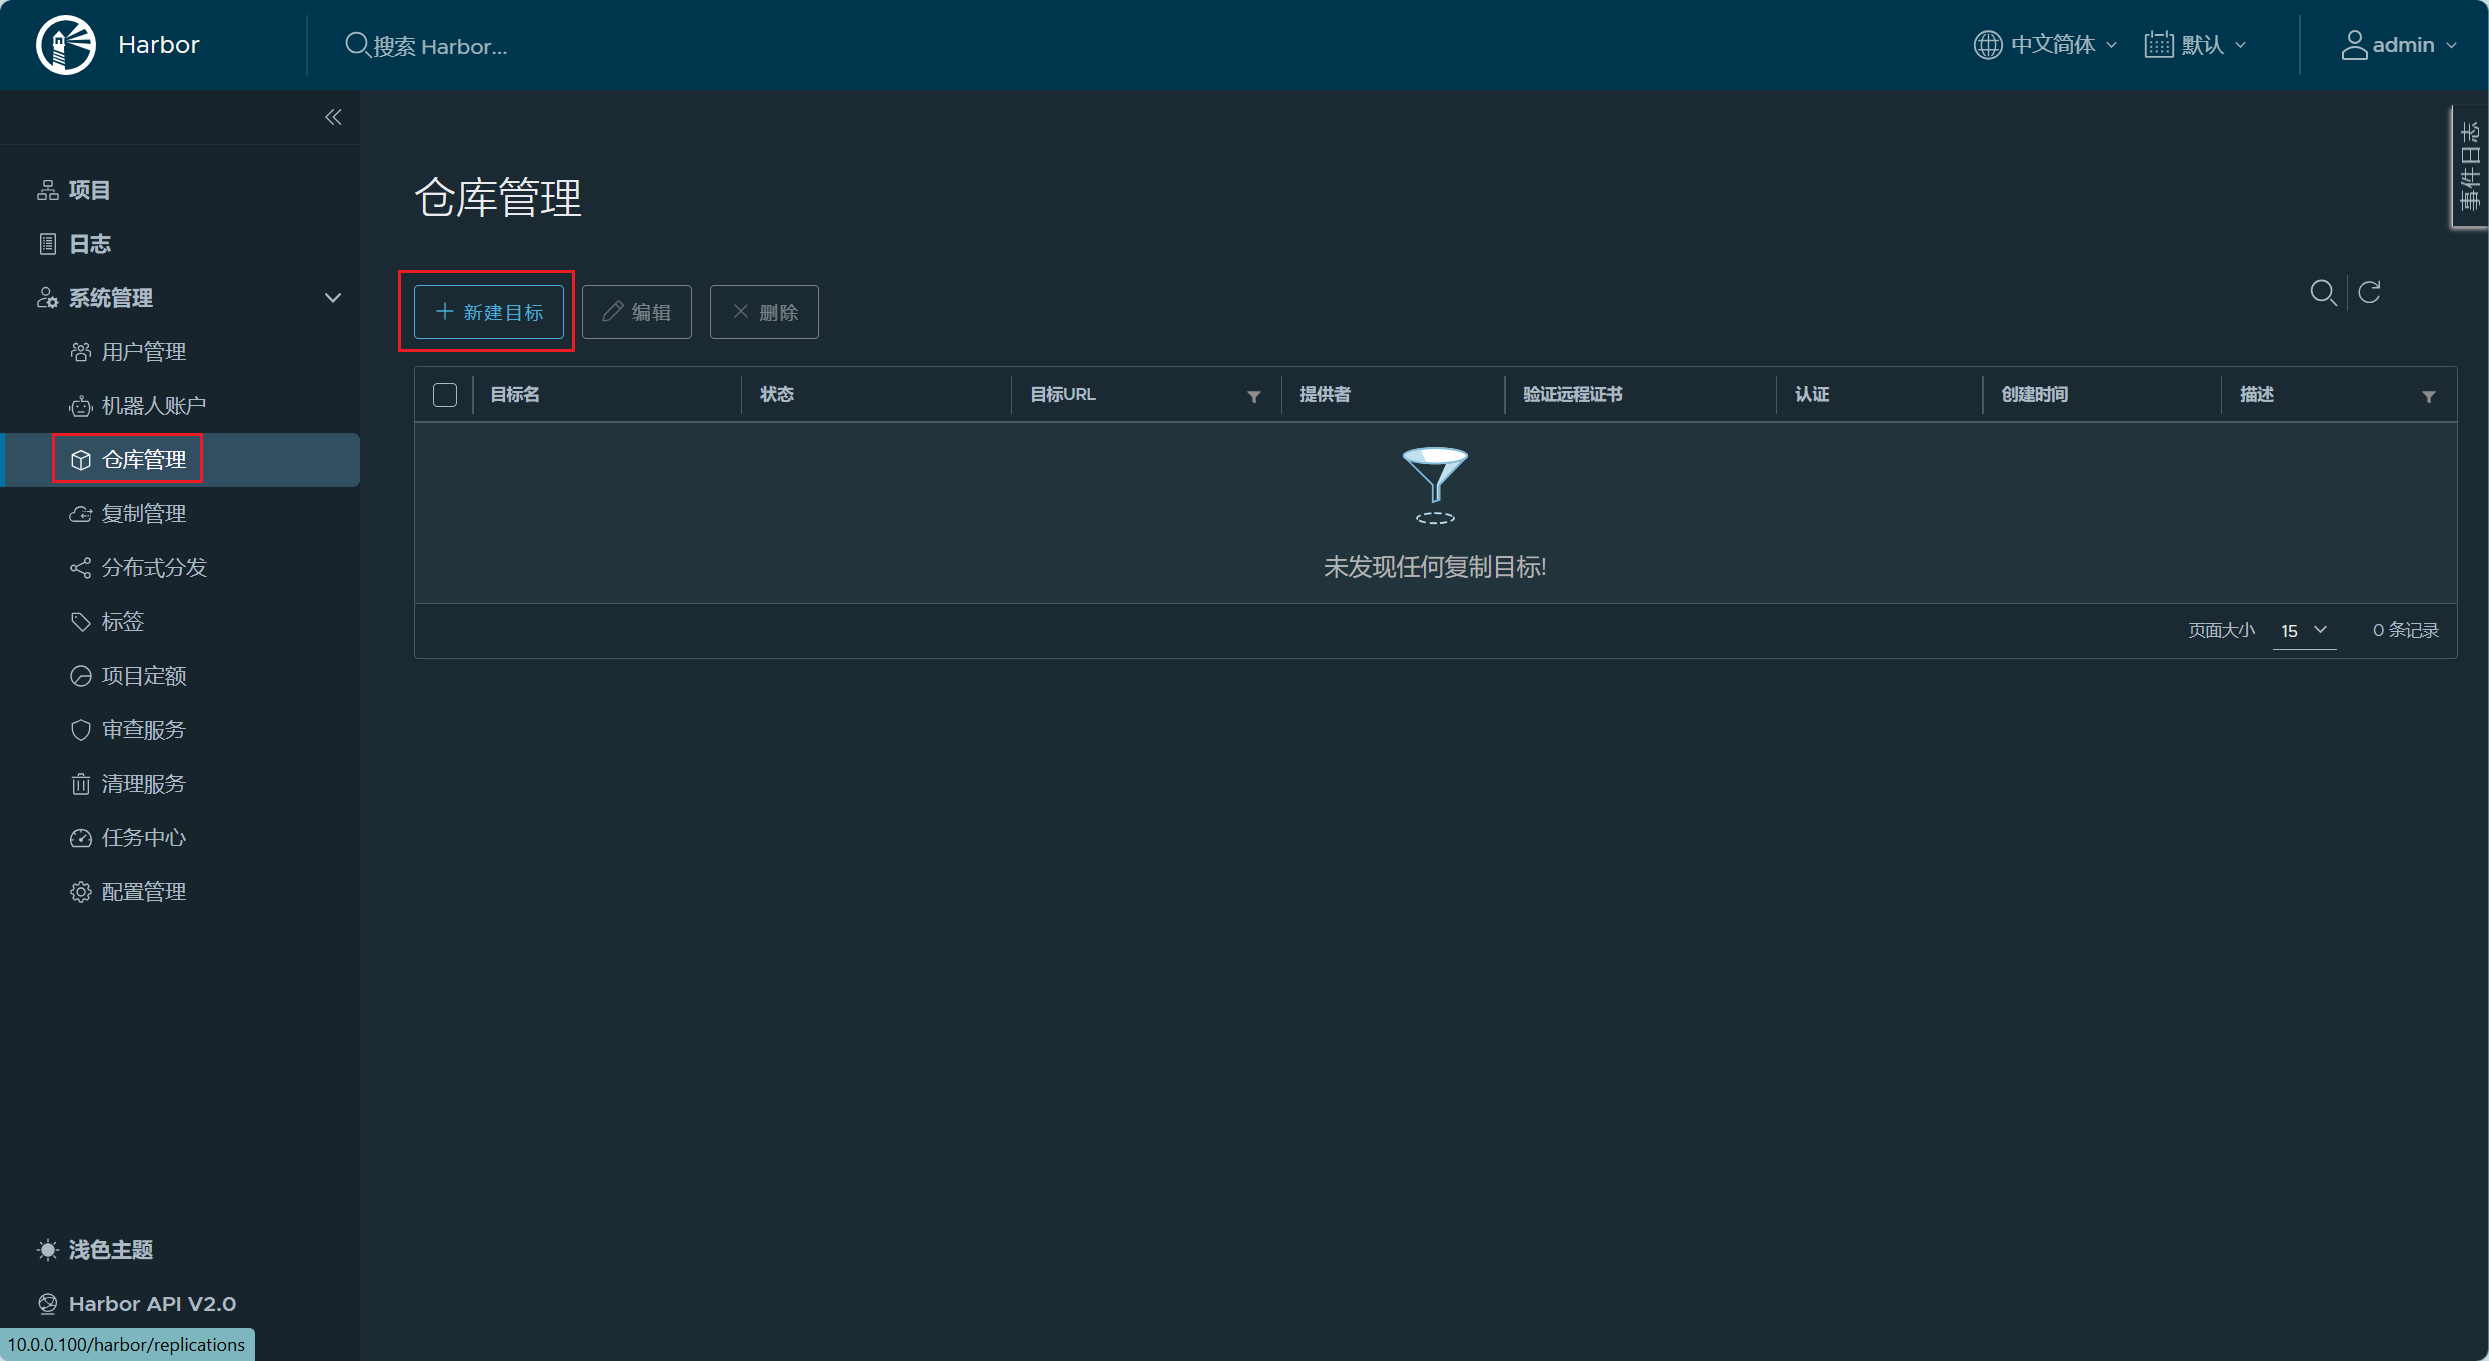 Harbor
搜索 Harbor...
中文简体
默认
admin
事件日志
项目
日志
系统管理
用户管理
机器人账户
仓库管理
复制管理
分布式分发
标签
项目定额
审查服务
清理服务
任务中心
配置管理
浅色主题
Harbor API V2.0
10.0.0.100/harbor/replications
仓库管理
新建目标 编辑 删除
目标名 状态 目标URL 提供者 验证远程证书 认证 创建时间 描述
未发现任何复制目标!
页面大小 15 0 条记录